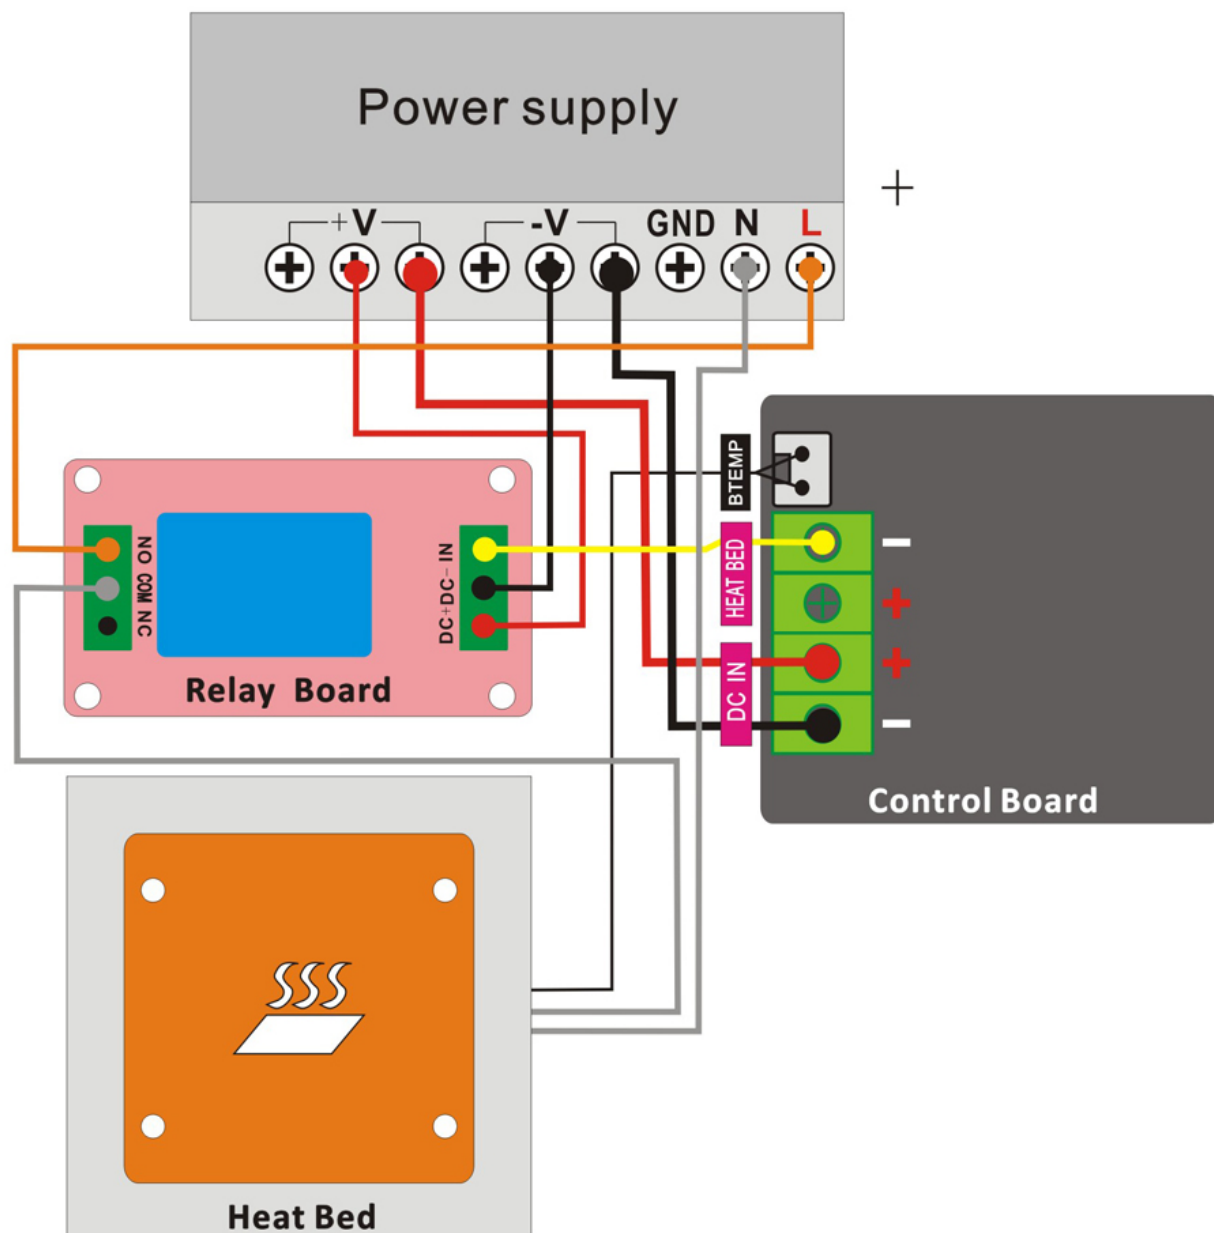 Power supply
+V -V GND N L
BTEMP
HEAT BED
DC IN
NO COM NC
DC+ DC- IN
Relay Board
Control Board
Heat Bed